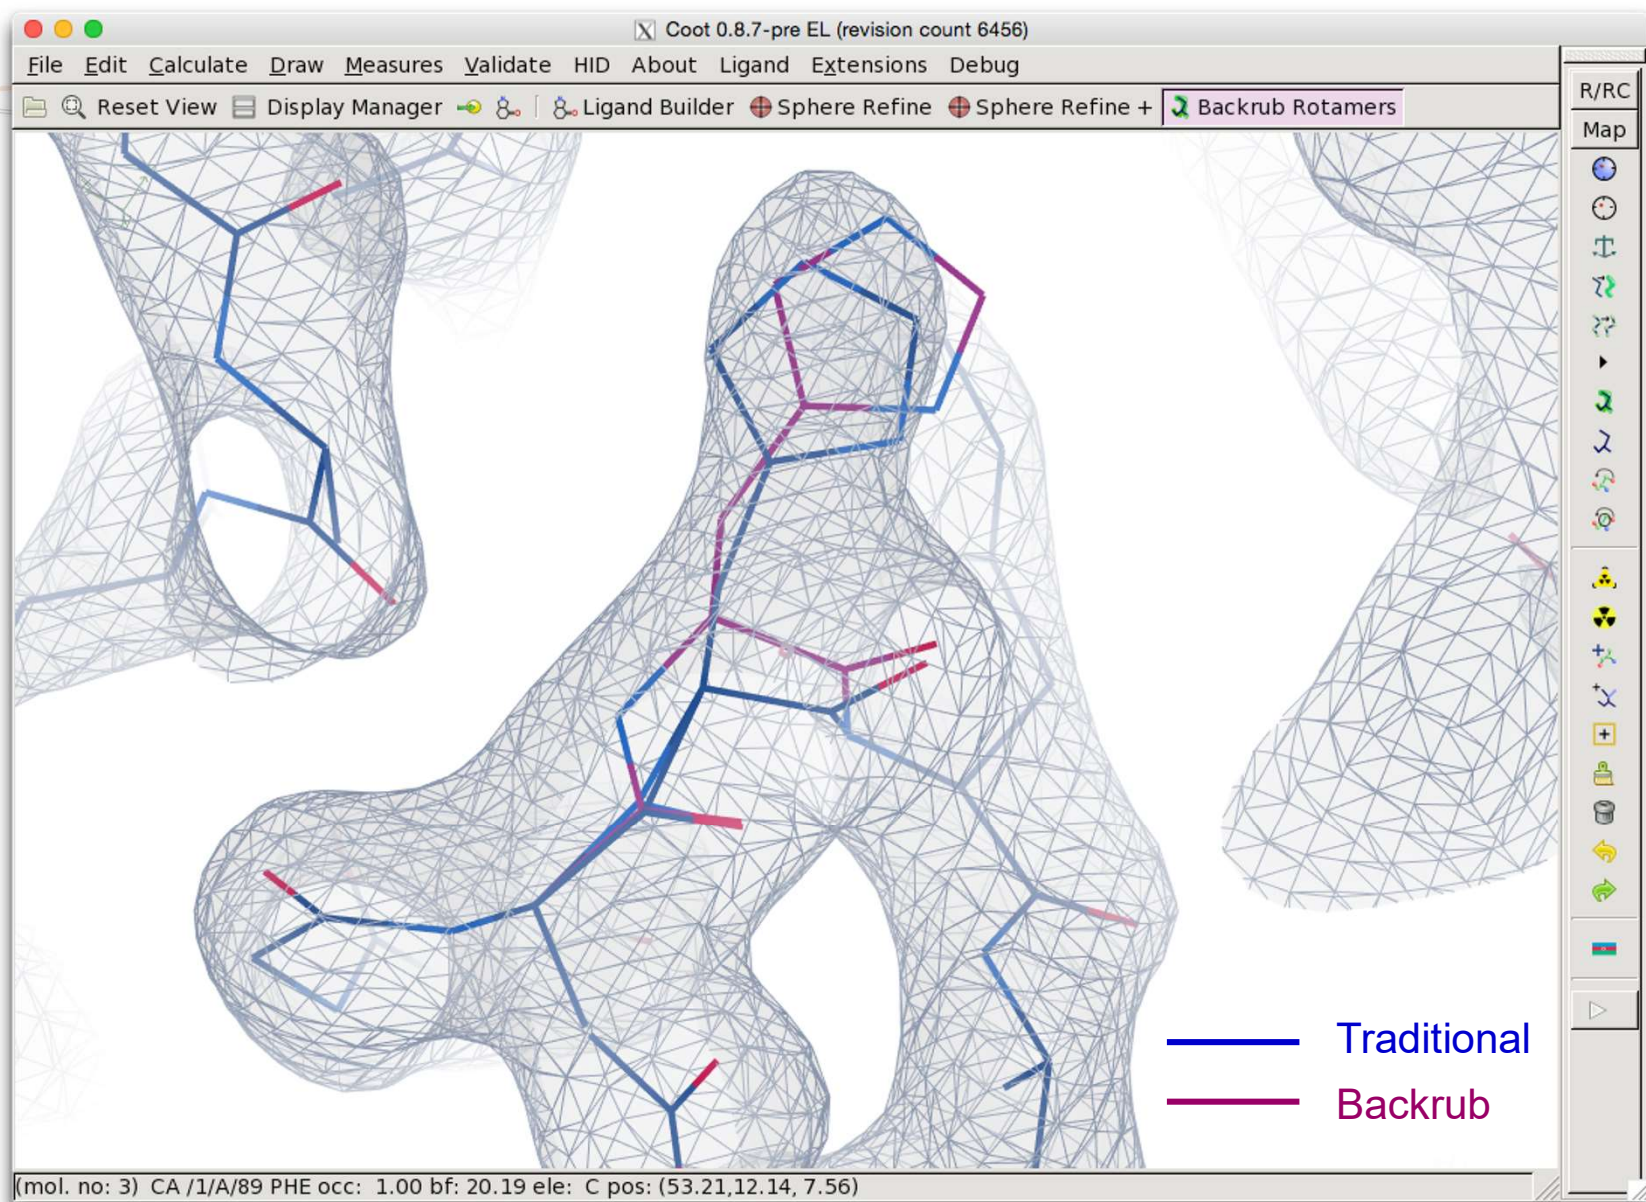 Coot 0.8.7-pre EL (revision count 6456)
File Edit Calculate Draw Measures Validate HID About Ligand Extensions Debug
Reset View Display Manager Ligand Builder Sphere Refine Sphere Refine + Backrub Rotamers
R/RC
Map
Traditional
Backrub
(mol. no: 3) CA /1/A/89 PHE occ: 1.00 bf: 20.19 ele: C pos: (53.21,12.14, 7.56)